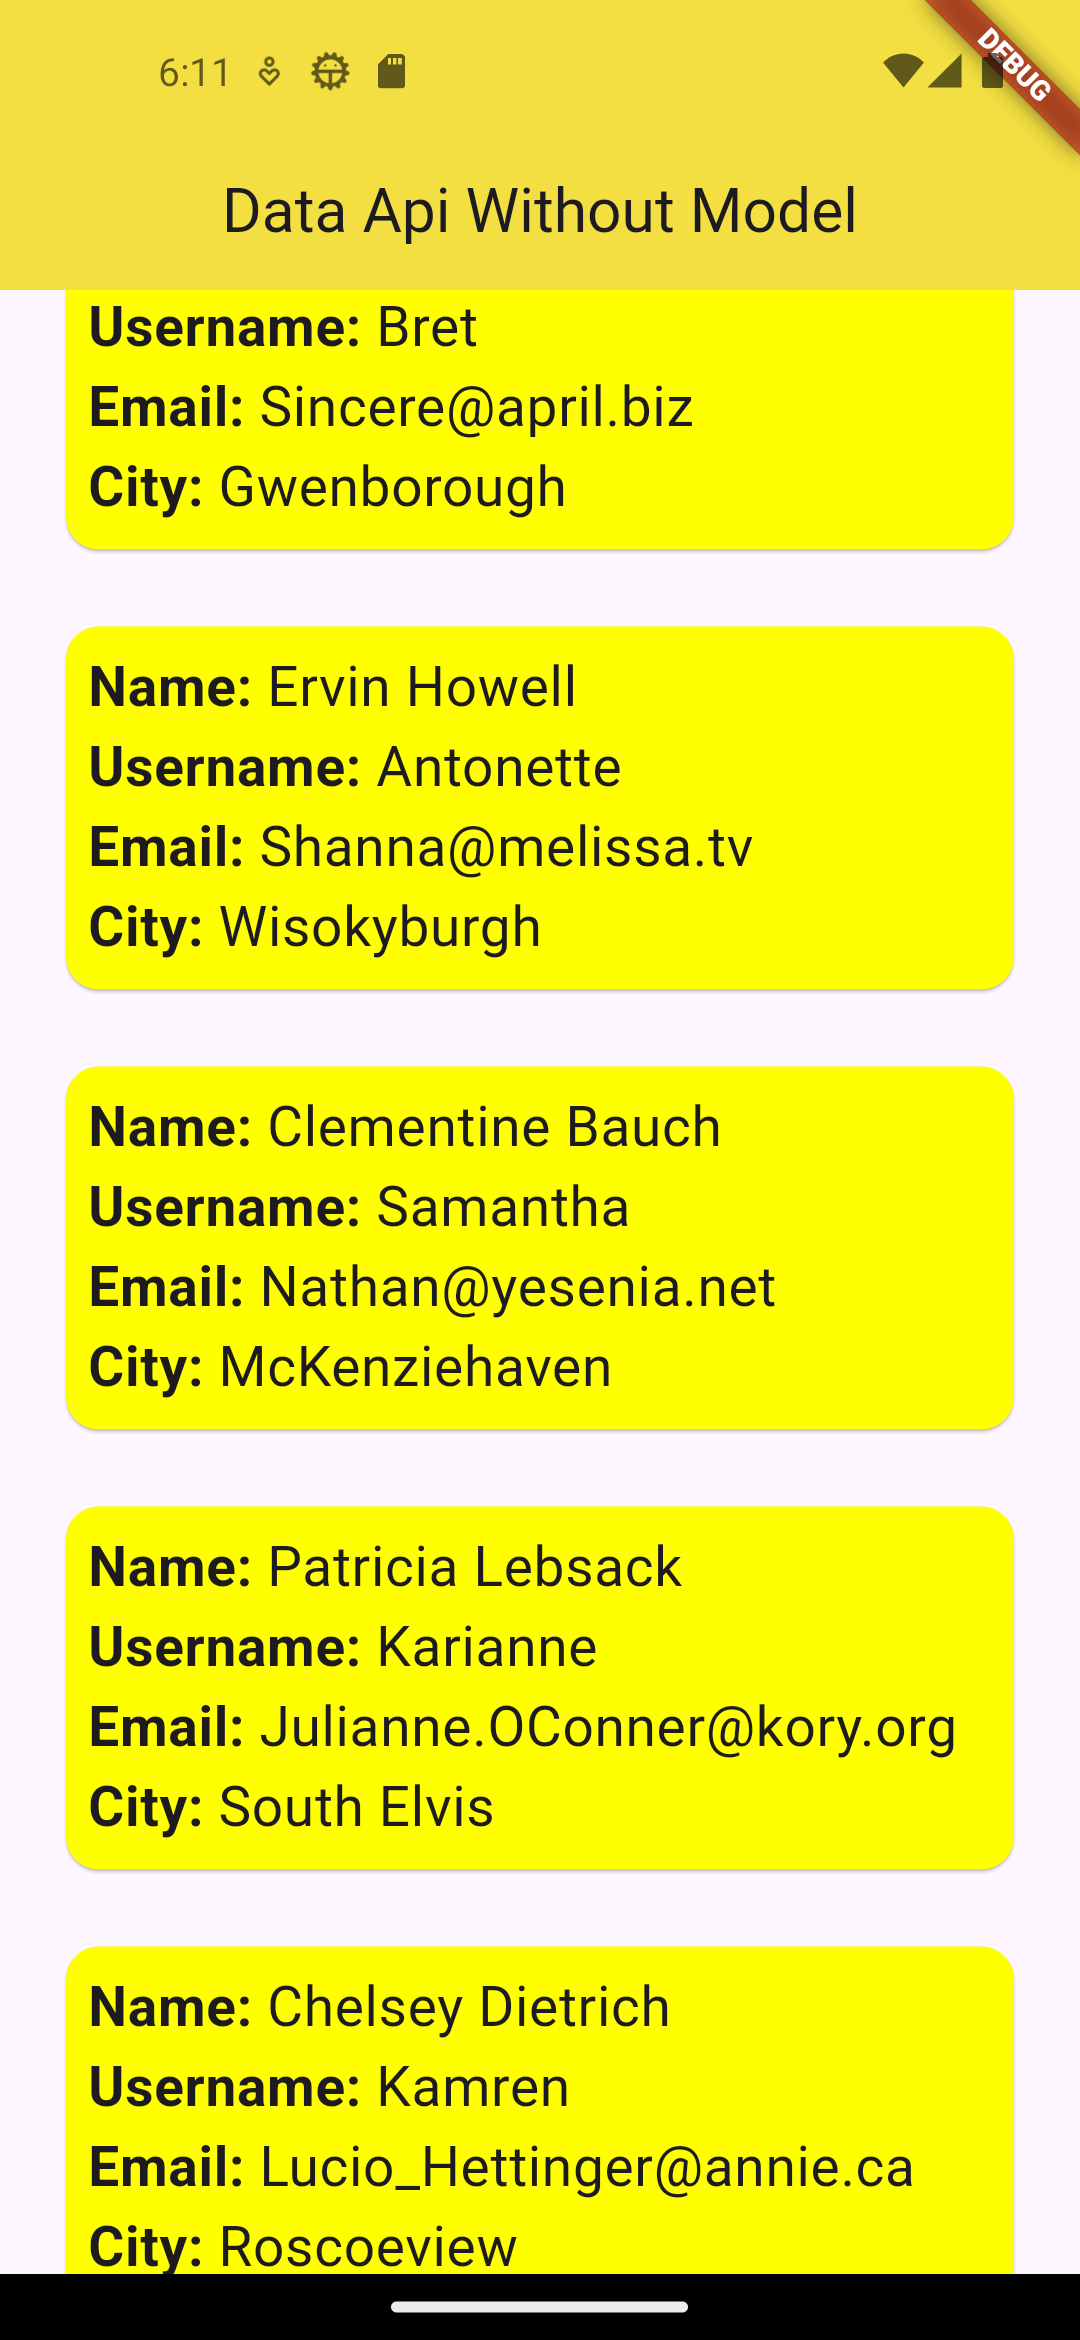 6:11
DEBUG
Data Api Without Model
Username: Bret
Email: Sincere@april.biz
City: Gwenborough
Name: Ervin Howell
Username: Antonette
Email: Shanna@melissa.tv
City: Wisokyburgh
Name: Clementine Bauch
Username: Samantha
Email: Nathan@yesenia.net
City: McKenziehaven
Name: Patricia Lebsack
Username: Karianne
Email: Julianne.OConner@kory.org
City: South Elvis
Name: Chelsey Dietrich
Username: Kamren
Email: Lucio_Hettinger@annie.ca
City: Roscoeview